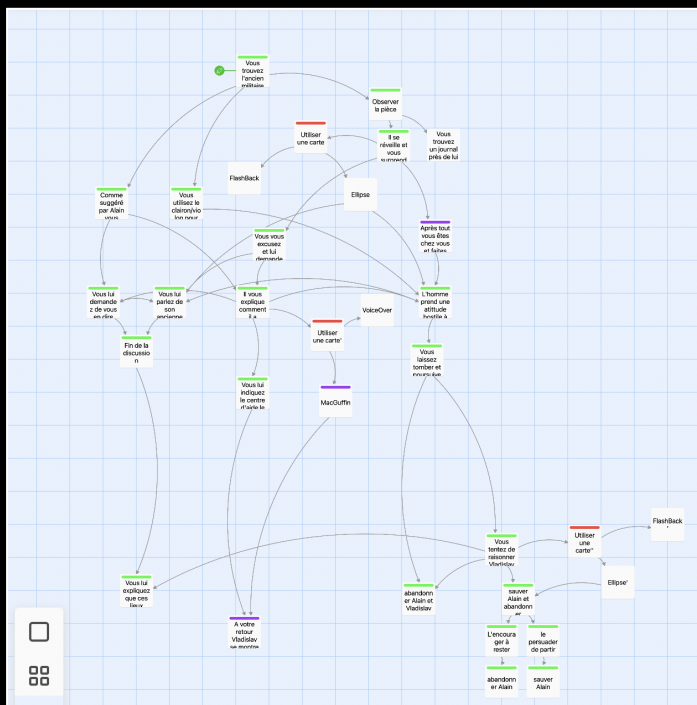 Vous
trouvez
l'ancien
militaire
Observer
la pièce
Utiliser
une carte
Il se
réveille et
vous
surprend
Vous
trouvez
un journal
près de lui
FlashBack
Ellipse
Comme
suggéré
par Alain
vous
Vous
utilisez le
clairon/vio
lon pour
Après tout
vous êtes
chez vous
et faites
Vous vous
excusez
et lui
demande
Vous lui
demande
z de vous
en dire
Vous lui
parlez de
son
ancienne
Il vous
explique
comment
il a
L'homme
prend une
atitude
hostile à
VoiceOver
Utiliser
une carte'
Fin de la
discussio
n
Vous
laissez
tomber et
poursuive
Vous lui
indiquez
le centre
d'aide le
MacGuffin
FlashBack
'
Utiliser
une
carte''
Vous
tentez de
raisonner
Vladislav
Ellipse'
Vous lui
expliquez
que ces
lieux
abandonn
er Alain et
Vladislav
sauver
Alain et
abandonn
er
A votre
retour
Vladislav
se montre
L'encoura
ger à
rester
le
persuader
de partir
abandonn
er Alain
sauver
Alain